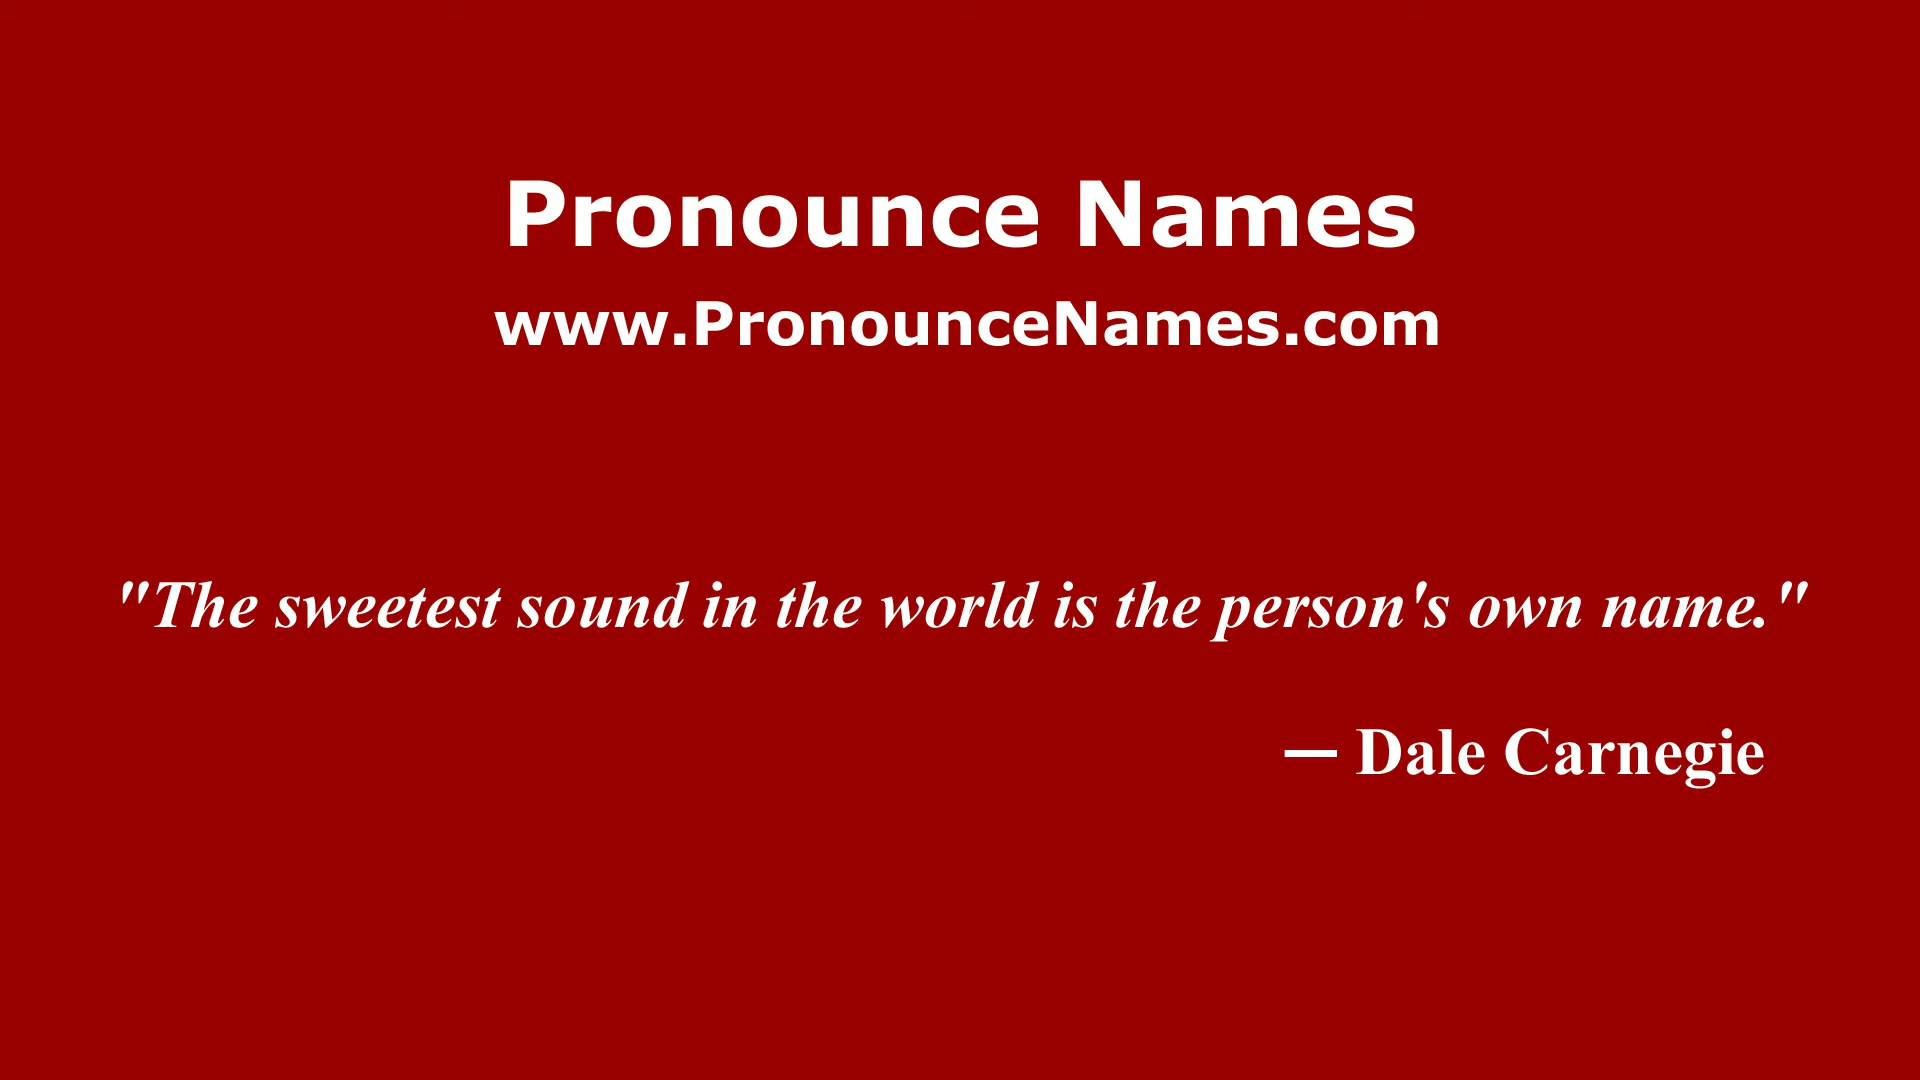 Pronounce Names
www.PronounceNames.com
"The sweetest sound in the world is the person's own name."
— Dale Carnegie